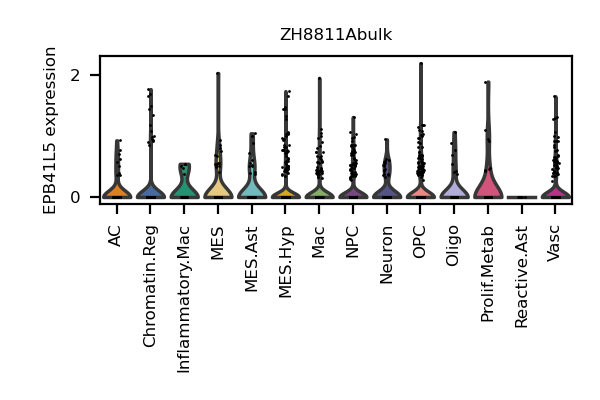 ZH8811Abulk
EPB41L5 expression
2
0
AC
Chromatin.Reg
Inflammatory.Mac
MES
MES.Ast
MES.Hyp
Mac
NPC
Neuron
OPC
Oligo
Prolif.Metab
Reactive.Ast
Vasc